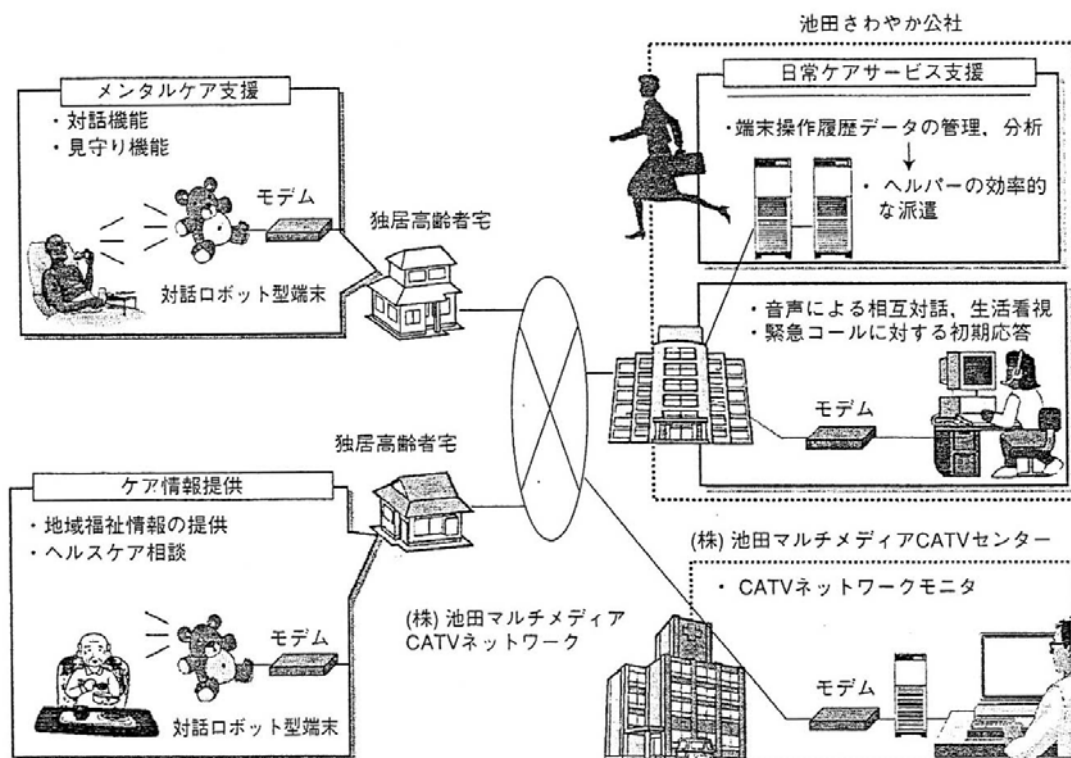 メンタルケア支援
・対話機能
・見守り機能
モデム
対話ロボット型端末
独居高齢者宅
独居高齢者宅
ケア情報提供
・地域福祉情報の提供
・ヘルスケア相談
モデム
対話ロボット型端末
(株) 池田マルチメディア
CATVネットワーク
池田さわやか公社
日常ケアサービス支援
・端末操作履歴データの管理，分析
・ヘルパーの効率的
な派遣
・音声による相互対話，生活看視
・緊急コールに対する初期応答
モデム
(株) 池田マルチメディアCATVセンター
・CATVネットワークモニタ
モデム